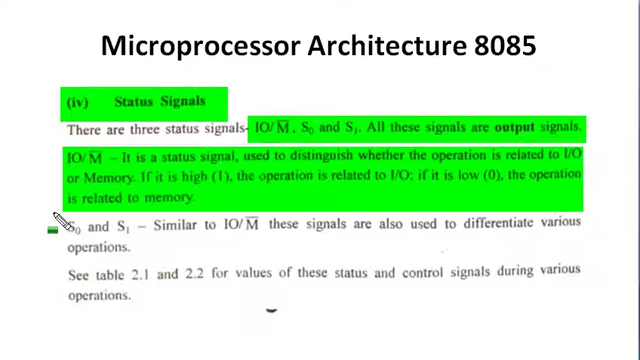 Microprocessor Architecture 8085
(iv) Status Signals
There are three status signals- IO/M̅, S₀ and S₁. All these signals are output signals.
IO/M̅ – It is a status signal, used to distinguish whether the operation is related to I/O
or Memory. If it is high (1), the operation is related to I/O; if it is low (0), the operation
is related to memory.
S₀ and S₁ – Similar to IO/M̅ these signals are also used to differentiate various
operations.
See table 2.1 and 2.2 for values of these status and control signals during various
operations.